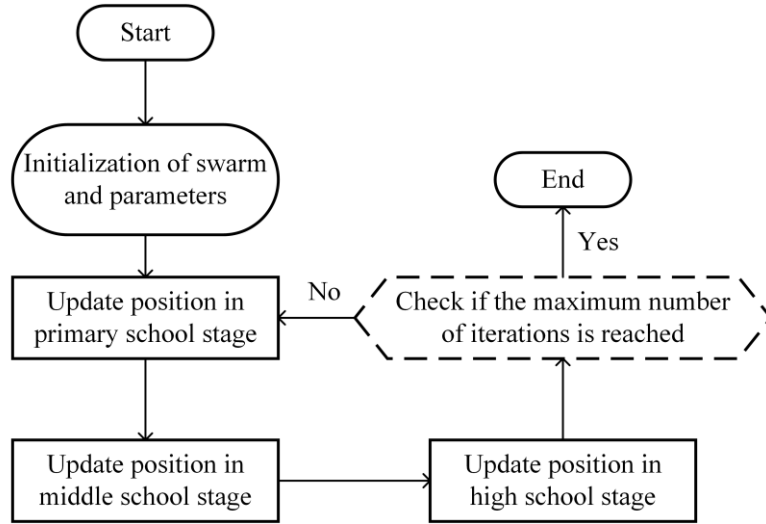 Start
Initialization of swarm
and parameters
End
Yes
No
Update position in
primary school stage
Check if the maximum number
of iterations is reached
Update position in
middle school stage
Update position in
high school stage